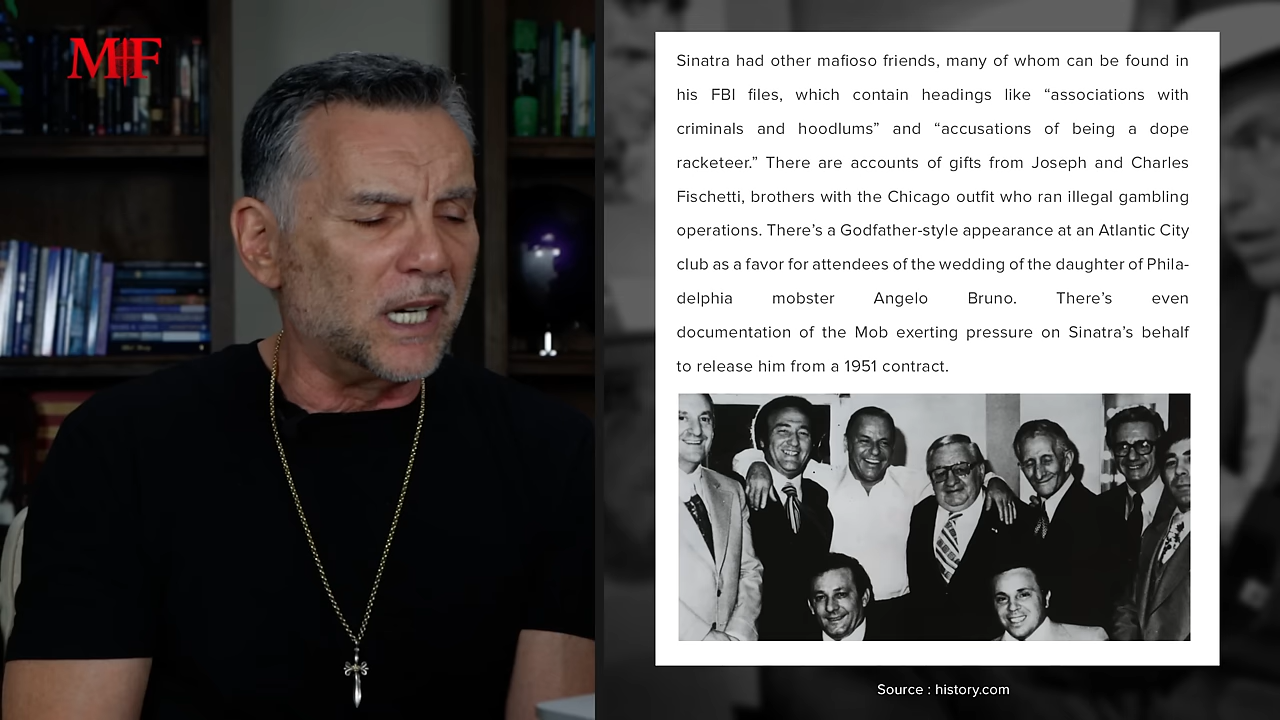 MF
Sinatra had other mafioso friends, many of whom can be found in
his FBI files, which contain headings like “associations with
criminals and hoodlums” and “accusations of being a dope
racketeer.” There are accounts of gifts from Joseph and Charles
Fischetti, brothers with the Chicago outfit who ran illegal gambling
operations. There’s a Godfather-style appearance at an Atlantic City
club as a favor for attendees of the wedding of the daughter of Phila-
delphia mobster Angelo Bruno. There’s even
documentation of the Mob exerting pressure on Sinatra’s behalf
to release him from a 1951 contract.
Source : history.com